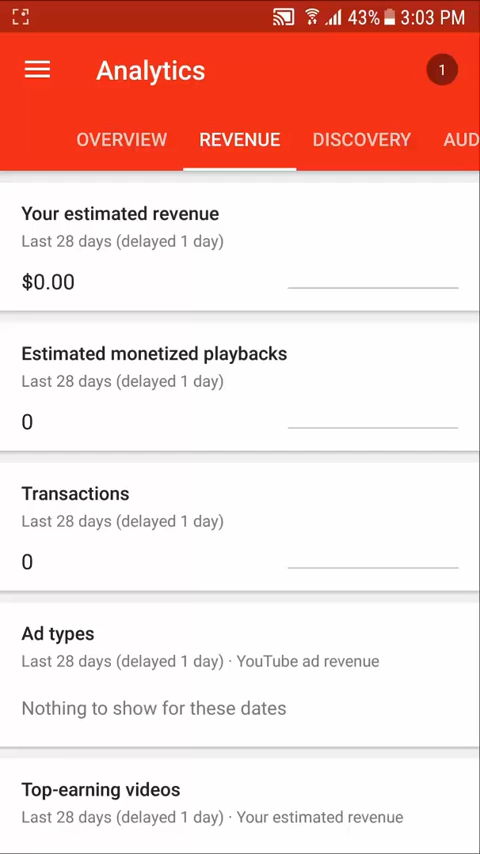 43% 3:03 PM
Analytics
1
OVERVIEW REVENUE DISCOVERY AUD
Your estimated revenue
Last 28 days (delayed 1 day)
$0.00
Estimated monetized playbacks
Last 28 days (delayed 1 day)
0
Transactions
Last 28 days (delayed 1 day)
0
Ad types
Last 28 days (delayed 1 day) · YouTube ad revenue
Nothing to show for these dates
Top-earning videos
Last 28 days (delayed 1 day) · Your estimated revenue